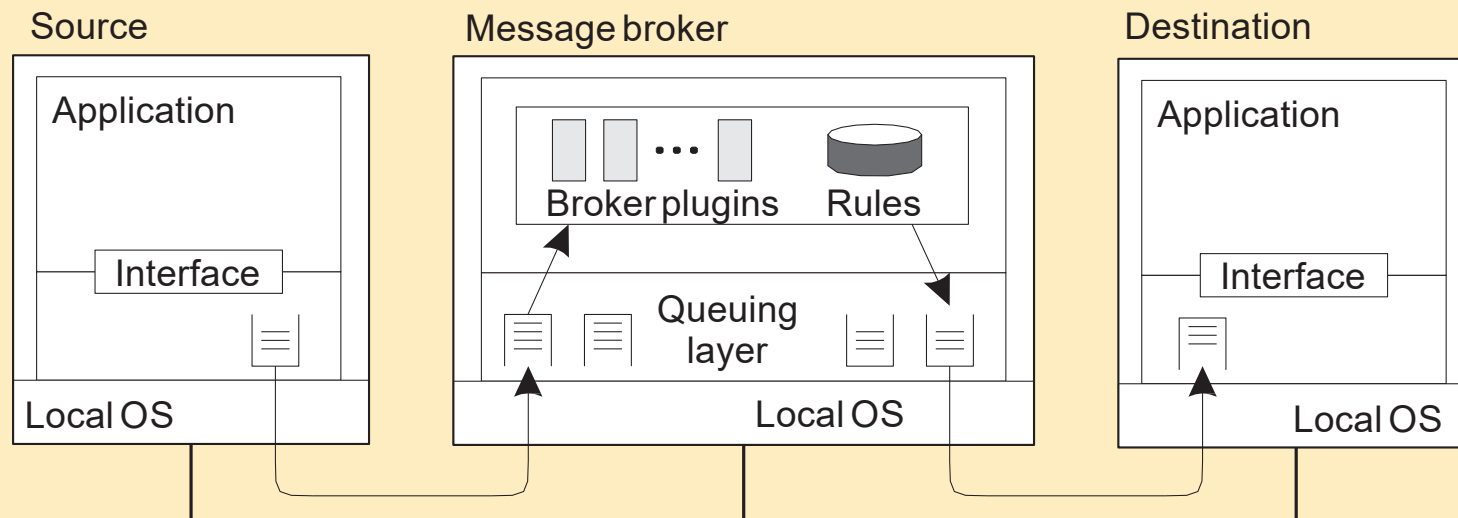 Source
Message broker
Destination
Application
Application
Broker plugins
Rules
Interface
Interface
Queuing
layer
Local OS
Local OS
Local OS